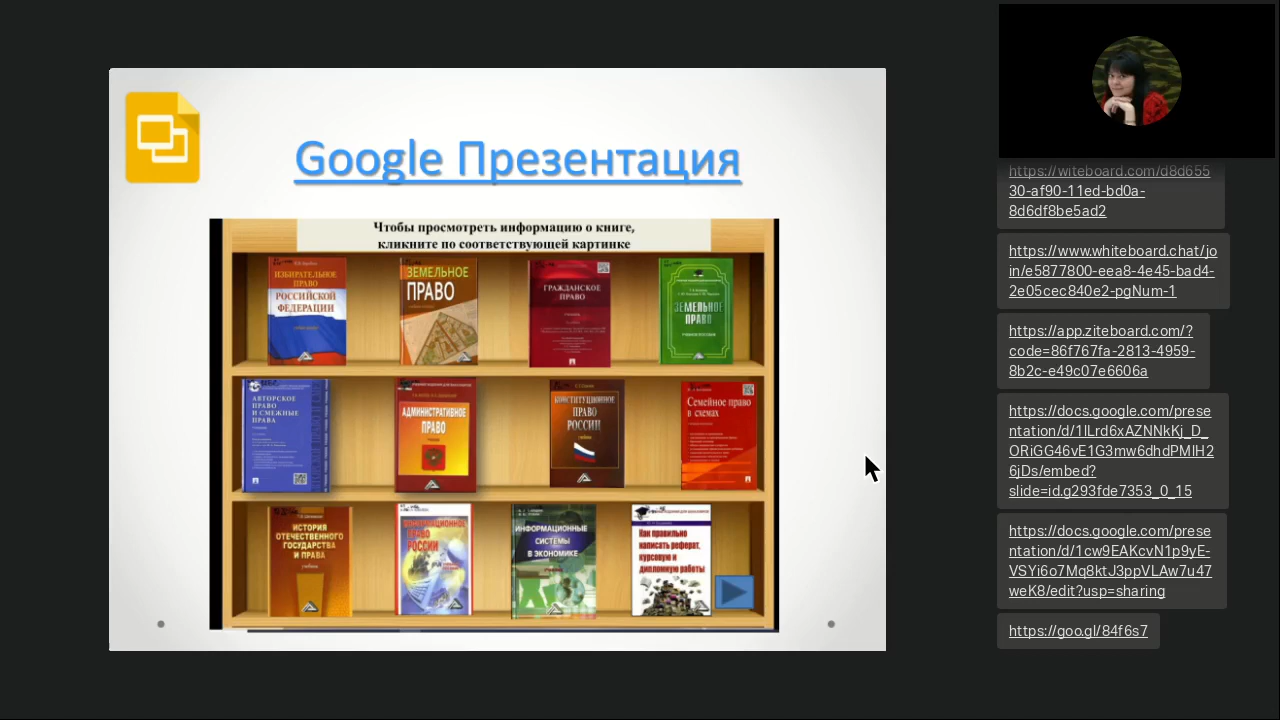 Google Презентация
Чтобы просмотреть информацию о книге,
кликните по соответствующей картинке
ИЗБИРАТЕЛЬНОЕ
ПРАВО
РОССИЙСКОЙ
ФЕДЕРАЦИИ
ЗЕМЕЛЬНОЕ
ПРАВО
ГРАЖДАНСКОЕ
ПРАВО
ЗЕМЕЛЬНОЕ
ПРАВО
АВТОРСКОЕ
ПРАВО
И СМЕЖНЫЕ
ПРАВА
АДМИНИСТРАТИВНОЕ
ПРАВО
КОНСТИТУЦИОННОЕ
ПРАВО
РОССИИ
Семейное право
в схемах
ИСТОРИЯ
ОТЕЧЕСТВЕННОГО
ГОСУДАРСТВА
И ПРАВА
ПРАВО
РОССИИ
ИНФОРМАЦИОННЫЕ
СИСТЕМЫ
В ЭКОНОМИКЕ
Как правильно
написать реферат,
курсовую и
дипломную работы
https://witeboard.com/d8d655
30-af90-11ed-bd0a-
8d6df8be5ad2
https://www.whiteboard.chat/jo
in/e5877800-eea8-4e45-bad4-
2e05cec840e2?pgNum-1
https://app.ziteboard.com/?
code=86f767fa-2813-4959-
8b2c-e49c07e6606a
https://docs.google.com/prese
ntation/d/1ILrd6xAZNNkKj_D_
ORiGG46vE1G3mw6dhdPMIH2
6jDs/embed?
slide=id.g293fde7353_0_15
https://docs.google.com/prese
ntation/d/1cw9EAKcvN1p9yE-
VSYi6o7Mq8ktJ3ppVLAw7u47
weK8/edit?usp=sharing
https://goo.gl/84f6s7